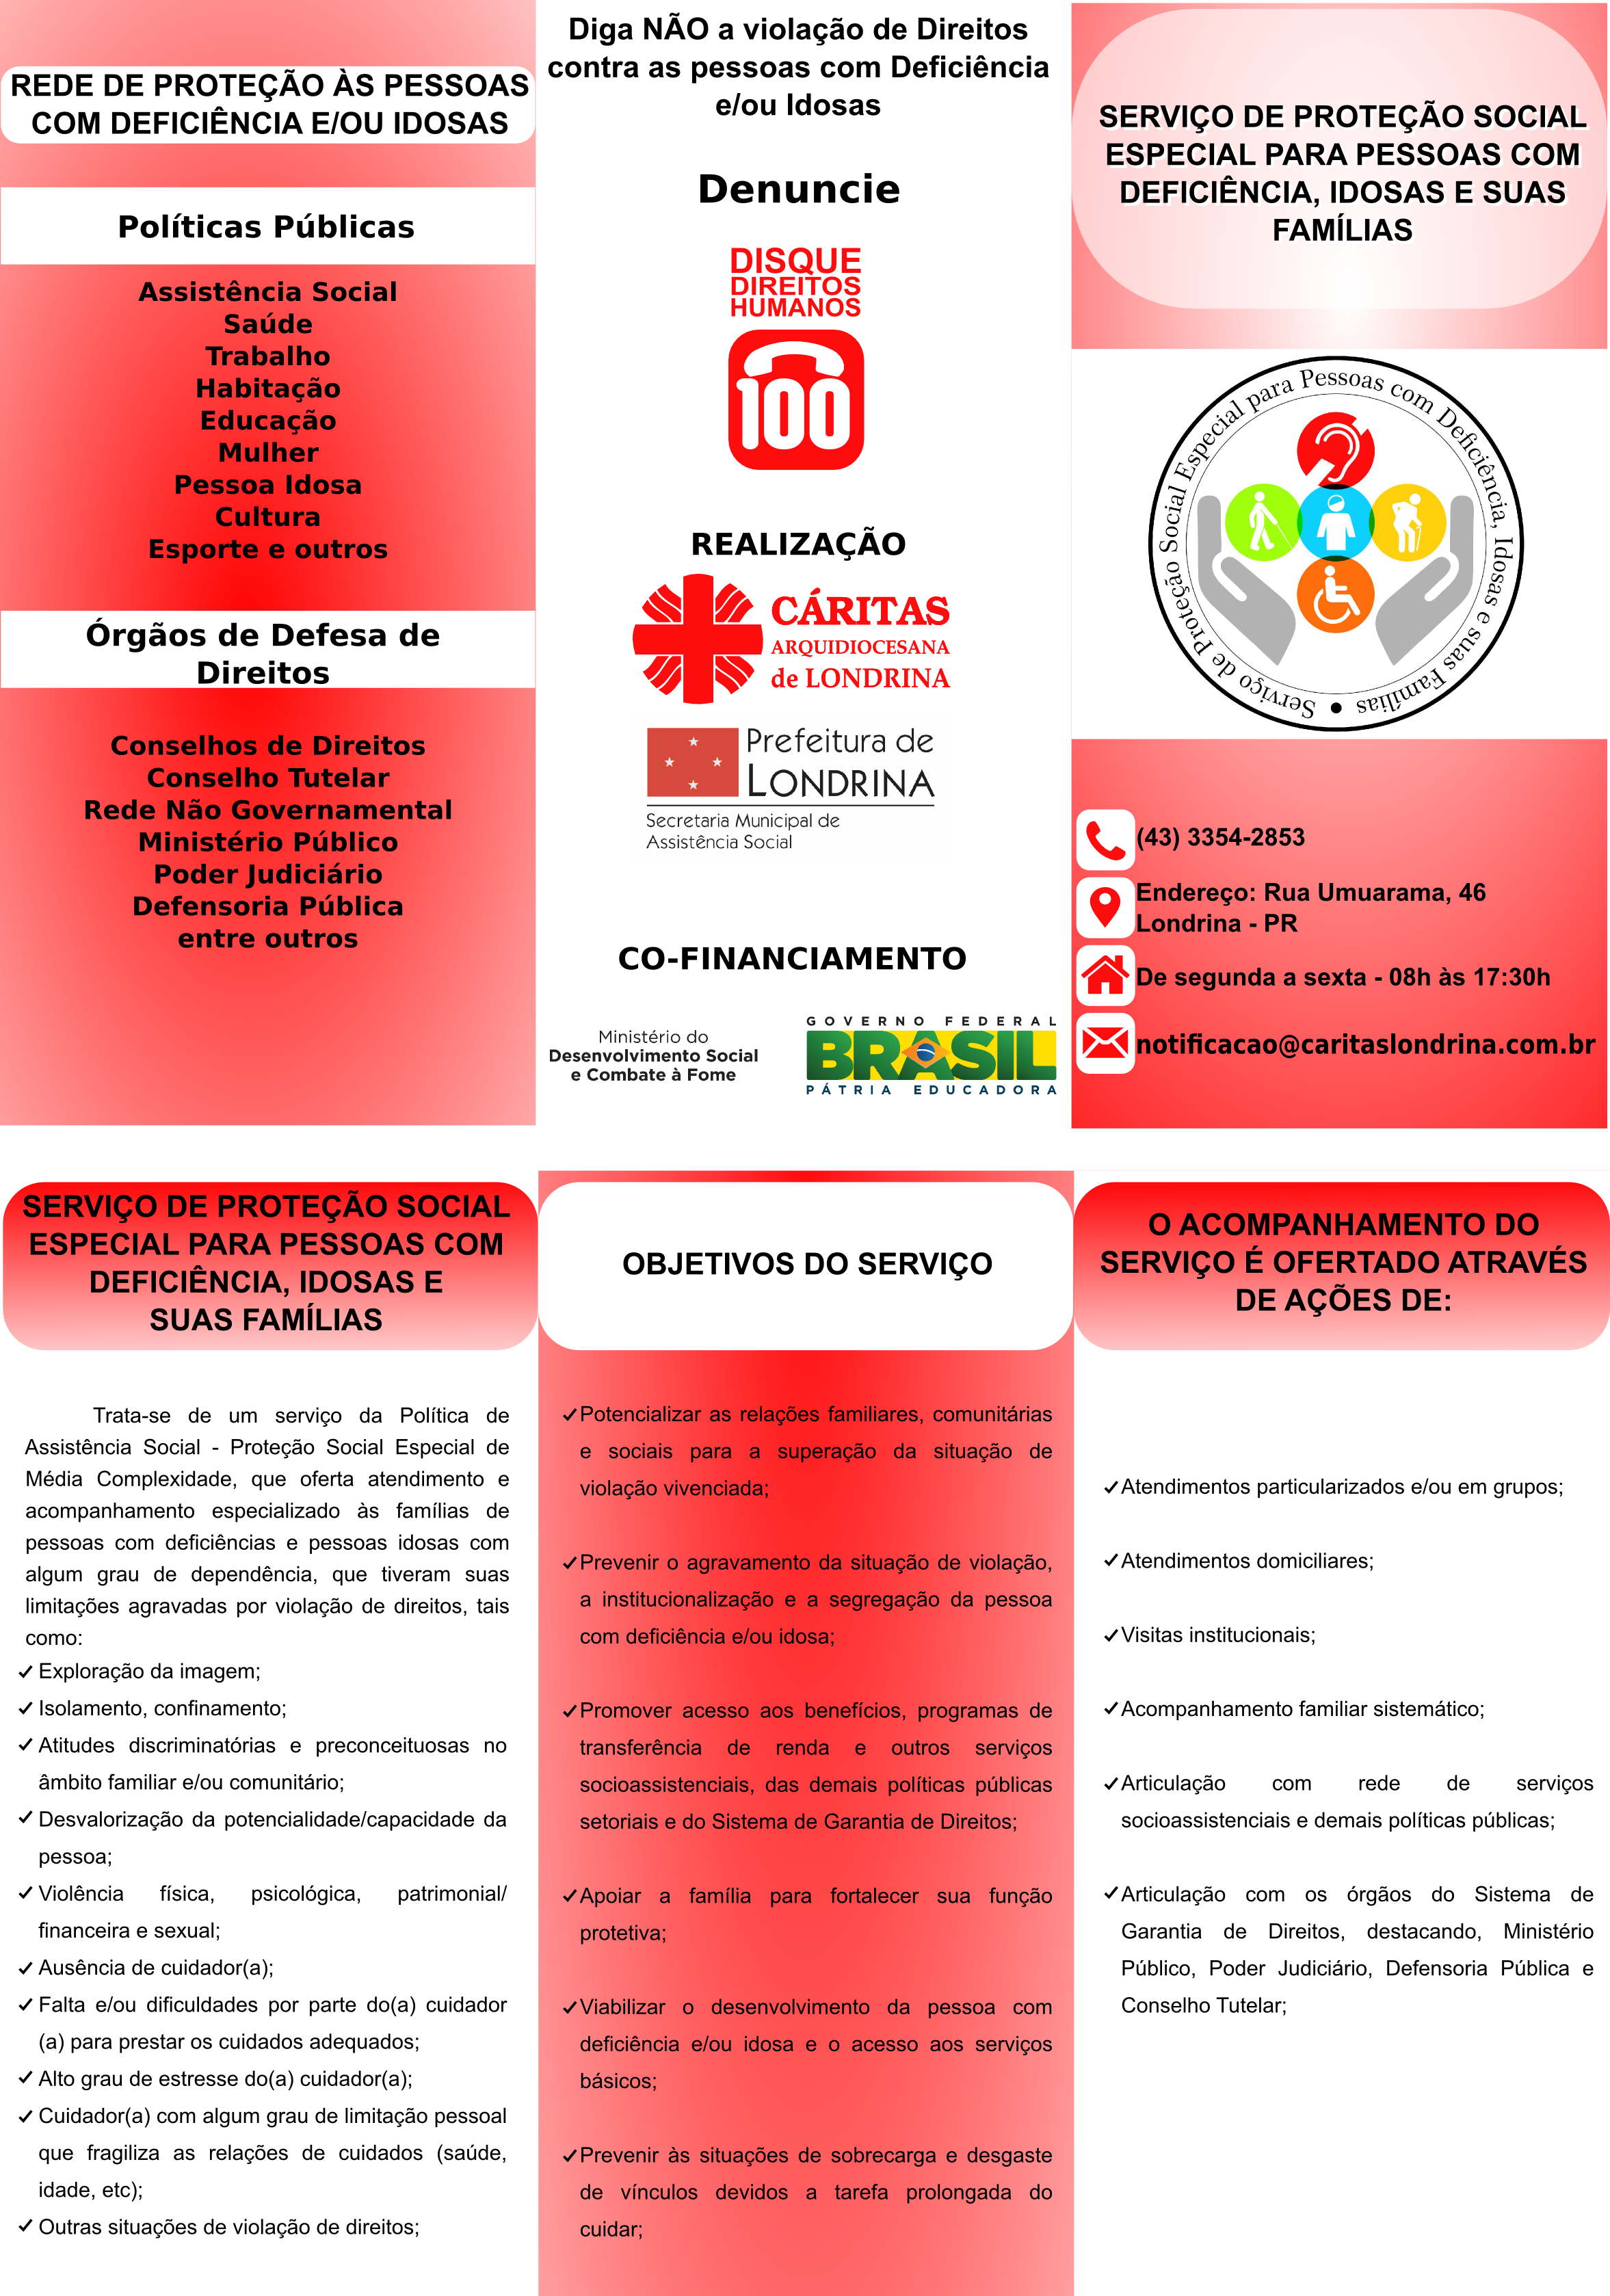 REDE DE PROTEÇÃO ÀS PESSOAS
COM DEFICIÊNCIA E/OU IDOSAS
Políticas Públicas
Assistência Social
Saúde
Trabalho
Habitação
Educação
Mulher
Pessoa Idosa
Cultura
Esporte e outros
Órgãos de Defesa de
Direitos
Conselhos de Direitos
Conselho Tutelar
Rede Não Governamental
Ministério Público
Poder Judiciário
Defensoria Pública
entre outros
Diga NÃO a violação de Direitos
contra as pessoas com Deficiência
e/ou Idosas
Denuncie
DISQUE
DIREITOS
HUMANOS
100
REALIZAÇÃO
CÁRITAS
ARQUIDIOCESANA
de LONDRINA
Prefeitura de
LONDRINA
Secretaria Municipal de
Assistência Social
CO-FINANCIAMENTO
Ministério do
Desenvolvimento Social
e Combate à Fome
GOVERNO FEDERAL
BRASIL
PÁTRIA EDUCADORA
SERVIÇO DE PROTEÇÃO SOCIAL
ESPECIAL PARA PESSOAS COM
DEFICIÊNCIA, IDOSAS E SUAS
FAMÍLIAS
Serviço de Proteção Social Especial para Pessoas com Deficiência, Idosas e suas Famílias •
(43) 3354-2853
Endereço: Rua Umuarama, 46
Londrina - PR
De segunda a sexta - 08h às 17:30h
notificacao@caritaslondrina.com.br
SERVIÇO DE PROTEÇÃO SOCIAL
ESPECIAL PARA PESSOAS COM
DEFICIÊNCIA, IDOSAS E
SUAS FAMÍLIAS
Trata-se de um serviço da Política de
Assistência Social - Proteção Social Especial de
Média Complexidade, que oferta atendimento e
acompanhamento especializado às famílias de
pessoas com deficiências e pessoas idosas com
algum grau de dependência, que tiveram suas
limitações agravadas por violação de direitos, tais
como:
✓ Exploração da imagem;
✓ Isolamento, confinamento;
✓ Atitudes discriminatórias e preconceituosas no
âmbito familiar e/ou comunitário;
✓ Desvalorização da potencialidade/capacidade da
pessoa;
✓ Violência física, psicológica, patrimonial/
financeira e sexual;
✓ Ausência de cuidador(a);
✓ Falta e/ou dificuldades por parte do(a) cuidador
(a) para prestar os cuidados adequados;
✓ Alto grau de estresse do(a) cuidador(a);
✓ Cuidador(a) com algum grau de limitação pessoal
que fragiliza as relações de cuidados (saúde,
idade, etc);
✓ Outras situações de violação de direitos;
OBJETIVOS DO SERVIÇO
✓ Potencializar as relações familiares, comunitárias
e sociais para a superação da situação de
violação vivenciada;
✓ Prevenir o agravamento da situação de violação,
a institucionalização e a segregação da pessoa
com deficiência e/ou idosa;
✓ Promover acesso aos benefícios, programas de
transferência de renda e outros serviços
socioassistenciais, das demais políticas públicas
setoriais e do Sistema de Garantia de Direitos;
✓ Apoiar a família para fortalecer sua função
protetiva;
✓ Viabilizar o desenvolvimento da pessoa com
deficiência e/ou idosa e o acesso aos serviços
básicos;
✓ Prevenir às situações de sobrecarga e desgaste
de vínculos devidos a tarefa prolongada do
cuidar;
O ACOMPANHAMENTO DO
SERVIÇO É OFERTADO ATRAVÉS
DE AÇÕES DE:
✓ Atendimentos particularizados e/ou em grupos;
✓ Atendimentos domiciliares;
✓ Visitas institucionais;
✓ Acompanhamento familiar sistemático;
✓ Articulação com rede de serviços
socioassistenciais e demais políticas públicas;
✓ Articulação com os órgãos do Sistema de
Garantia de Direitos, destacando, Ministério
Público, Poder Judiciário, Defensoria Pública e
Conselho Tutelar;